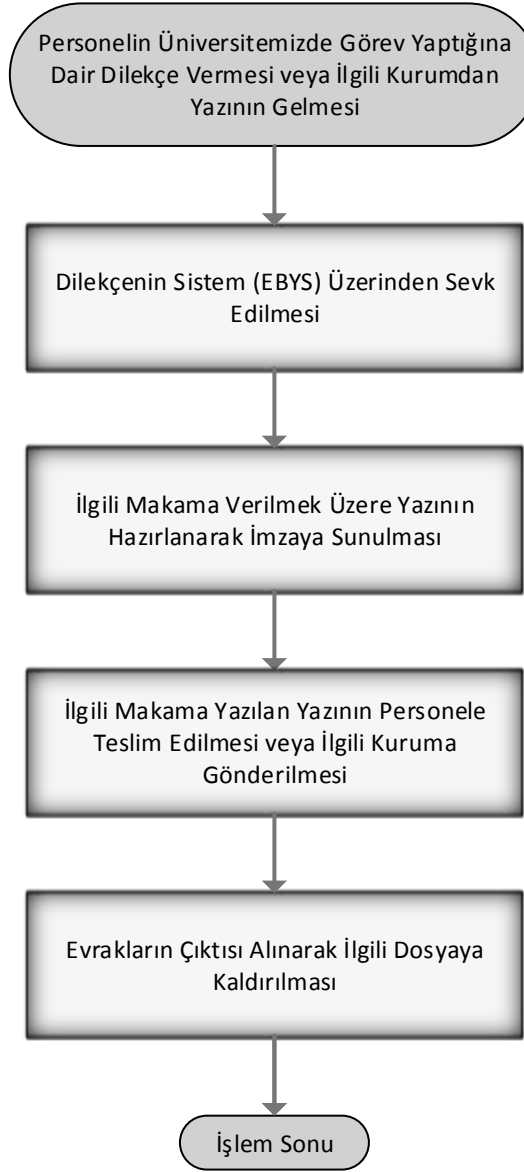 Personelin Üniversitemizde Görev Yaptığına
Dair Dilekçe Vermesi veya İlgili Kurumdan
Yazının Gelmesi
Dilekçenin Sistem (EBYS) Üzerinden Sevk
Edilmesi
İlgili Makama Verilmek Üzere Yazının
Hazırlanarak İmzaya Sunulması
İlgili Makama Yazılan Yazının Personele
Teslim Edilmesi veya İlgili Kuruma
Gönderilmesi
Evrakların Çıktısı Alınarak İlgili Dosyaya
Kaldırılması
İşlem Sonu